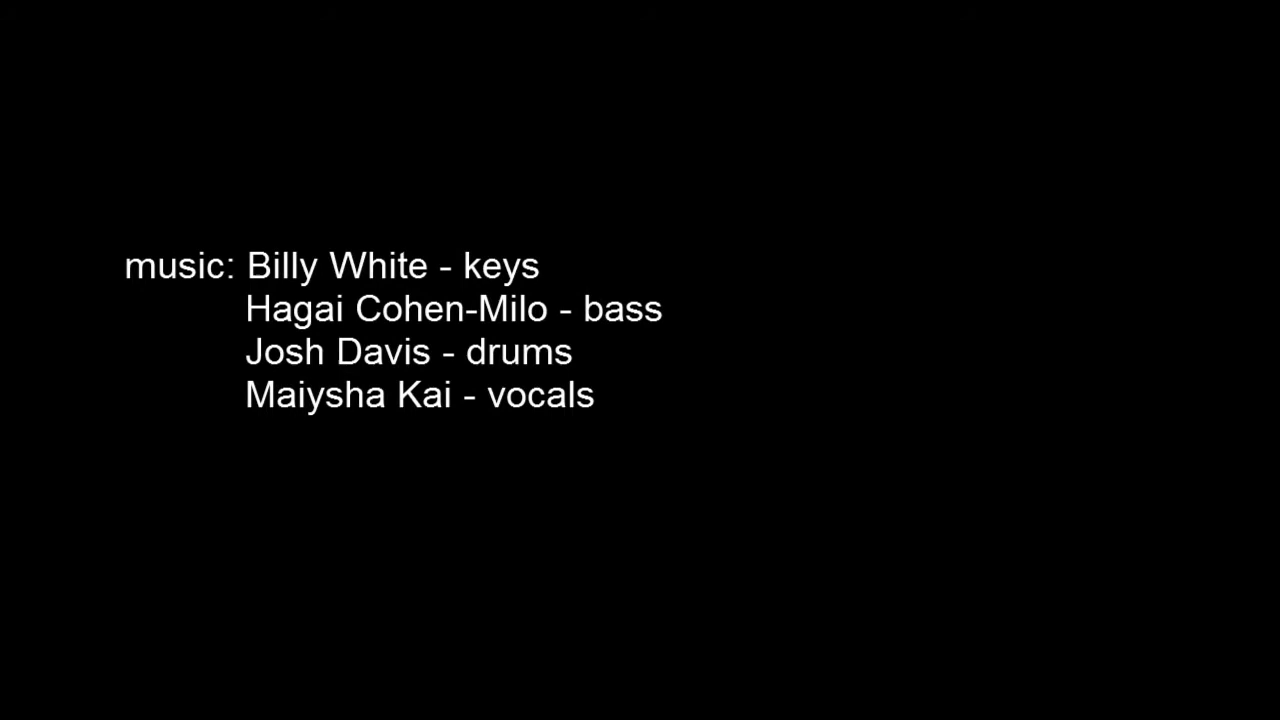 music: Billy White - keys
Hagai Cohen-Milo - bass
Josh Davis - drums
Maiysha Kai - vocals